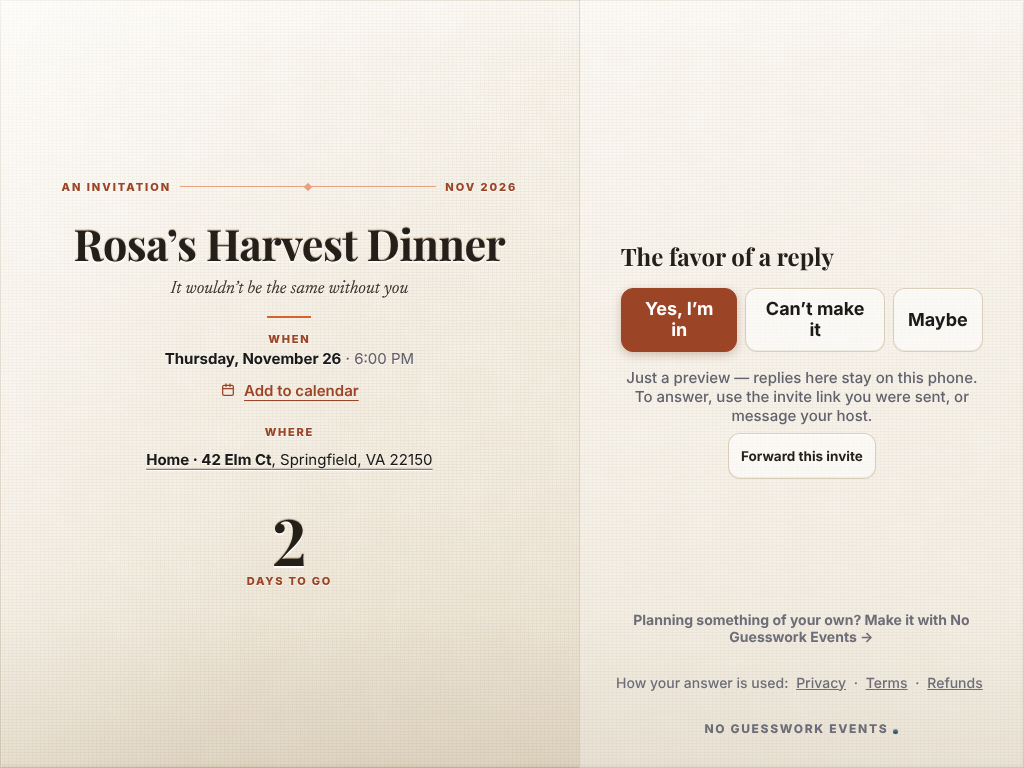 AN INVITATION
NOV 2026
Rosa’s Harvest Dinner
It wouldn’t be the same without you
WHEN
Thursday, November 26 · 6:00 PM
Add to calendar
WHERE
Home · 42 Elm Ct, Springfield, VA 22150
2
DAYS TO GO
The favor of a reply
Yes, I’m
in
Can’t make
it
Maybe
Just a preview — replies here stay on this phone.
To answer, use the invite link you were sent, or
message your host.
Forward this invite
Planning something of your own? Make it with No
Guesswork Events →
How your answer is used: Privacy · Terms · Refunds
NO GUESSWORK EVENTS